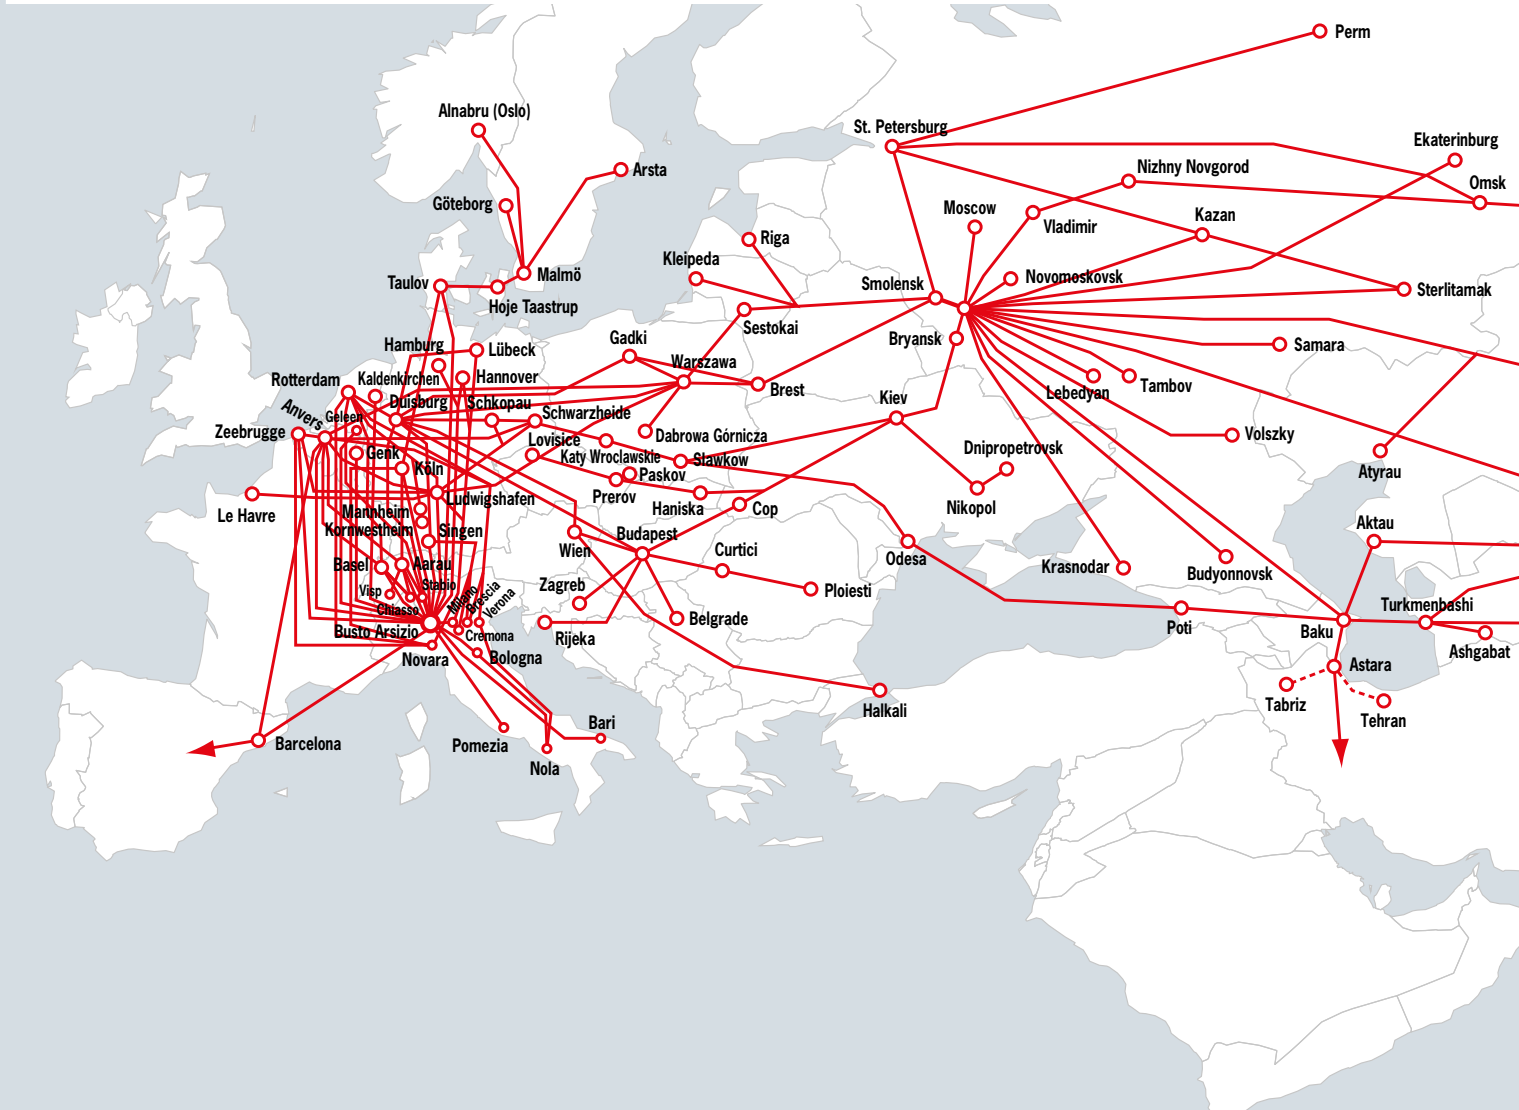 Perm
Alnabru (Oslo)
St. Petersburg
Ekaterinburg
Arsta
Nizhny Novgorod
Omsk
Göteborg
Moscow
Vladimir
Kazan
Riga
Kleipeda
Malmö
Taulov
Hoje Taastrup
Smolensk
Novomoskovsk
Sterlitamak
Sestokai
Gadki
Bryansk
Samara
Hamburg
Lübeck
Warszawa
Rotterdam
Kaldenkirchen
Hannover
Brest
Lebedyan
Tambov
Anvers
Geleen
Duisburg
Schkopau
Schwarzheide
Kiev
Zeebrugge
Lovisice
Dabrowa Górnicza
Volszky
Genk
Köln
Katy Wroclawskie
Slawkow
Dnipropetrovsk
Paskov
Atyrau
Le Havre
Ludwigshafen
Prerov
Haniska
Cop
Nikopol
Mannheim
Kornwestheim
Singen
Wien
Budapest
Aktau
Curtici
Odesa
Basel
Aarau
Krasnodar
Budyonnovsk
Visp
Stabio
Zagreb
Ploiesti
Chiasso
Milano
Brescia
Verona
Turkmenbashi
Busto Arsizio
Cremona
Rijeka
Belgrade
Poti
Baku
Ashgabat
Novara
Bologna
Astara
Halkali
Tabriz
Tehran
Barcelona
Pomezia
Bari
Nola